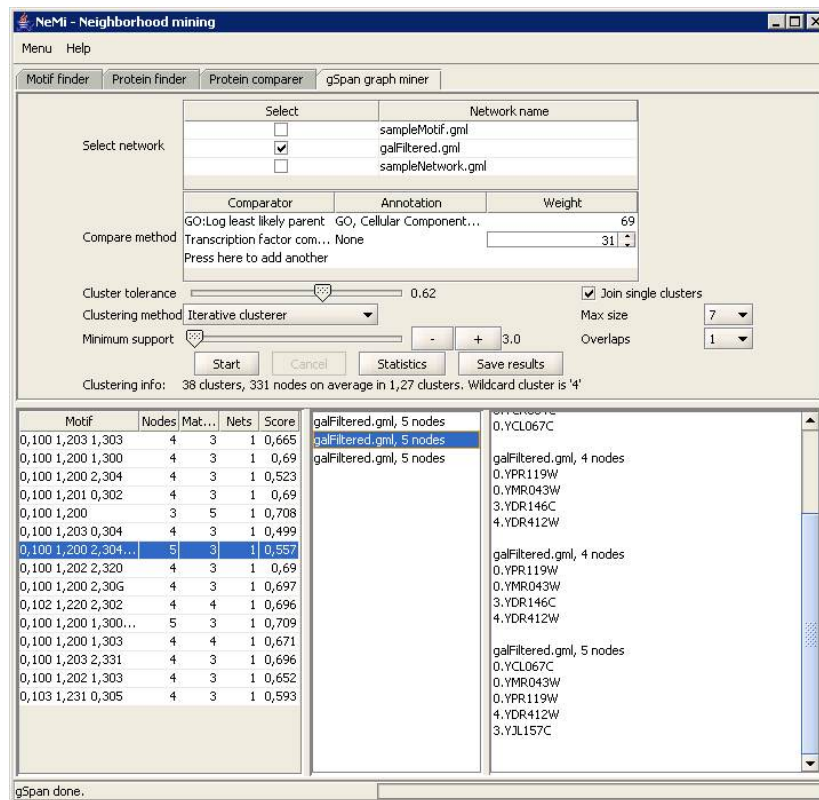 NeMi - Neighborhood mining
Menu Help
Motif finder Protein finder Protein comparer gSpan graph miner
Select Network name
sampleMotif.gml
Select network galFiltered.gml
sampleNetwork.gml
Comparator Annotation Weight
GO:Log least likely parent GO, Cellular Component... 69
Compare method Transcription factor com... None 31
Press here to add another
Cluster tolerance 0.62 Join single clusters
Clustering method Iterative clusterer Max size 7
Minimum support - + 3.0 Overlaps 1
Start Cancel Statistics Save results
Clustering info: 38 clusters, 331 nodes on average in 1,27 clusters. Wildcard cluster is '4'
Motif Nodes Mat... Nets Score
0,100 1,203 1,303 4 3 1 0,665
0,100 1,200 1,300 4 3 1 0,69
0,100 1,200 2,304 4 3 1 0,523
0,100 1,201 0,302 4 3 1 0,69
0,100 1,200 3 5 1 0,708
0,100 1,203 0,304 4 3 1 0,499
0,100 1,200 2,304... 5 3 1 0,557
0,100 1,202 2,320 4 3 1 0,69
0,100 1,200 2,30G 4 3 1 0,697
0,102 1,220 2,302 4 4 1 0,696
0,100 1,200 1,300... 5 3 1 0,709
0,100 1,200 1,303 4 4 1 0,671
0,100 1,203 2,331 4 3 1 0,696
0,100 1,202 1,303 4 3 1 0,652
0,103 1,231 0,305 4 3 1 0,593
galFiltered.gml, 5 nodes
galFiltered.gml, 5 nodes
galFiltered.gml, 5 nodes
0.YCL067C
galFiltered.gml, 4 nodes
0.YPR119W
0.YMR043W
3.YDR146C
4.YDR412W
galFiltered.gml, 4 nodes
0.YPR119W
0.YMR043W
3.YDR146C
4.YDR412W
galFiltered.gml, 5 nodes
0.YCL067C
0.YMR043W
0.YPR119W
4.YDR412W
3.YJL157C
gSpan done.